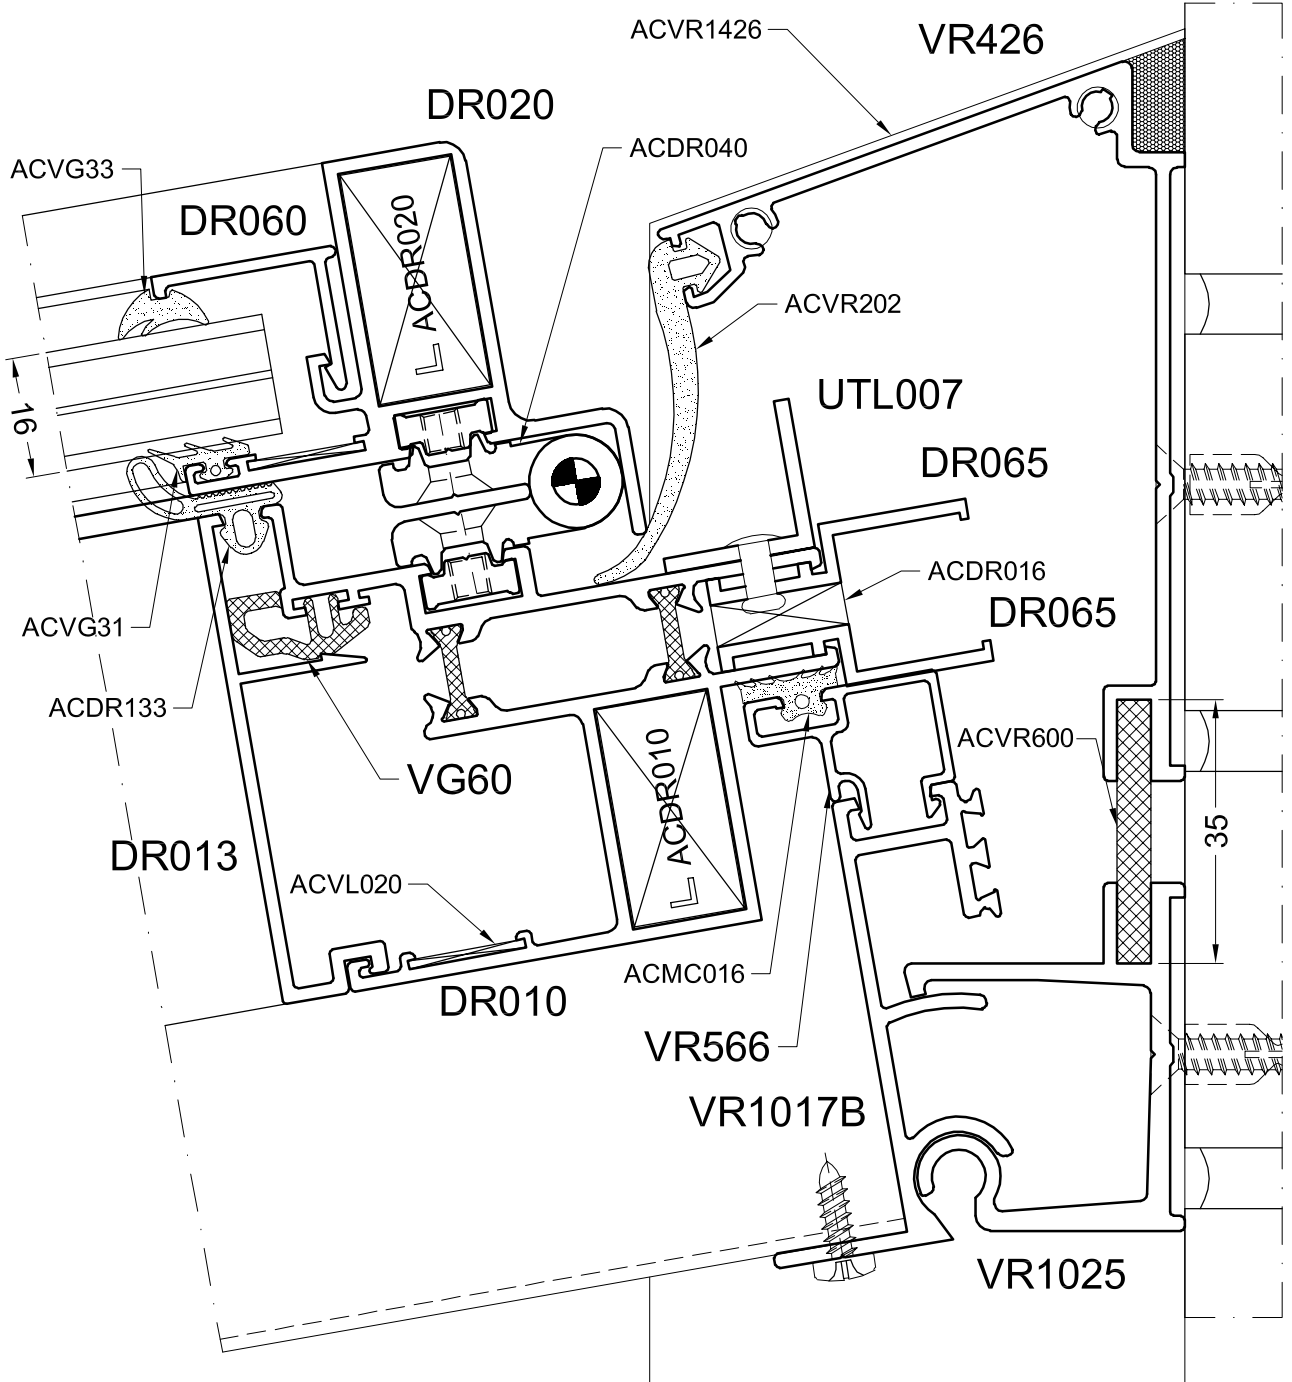 ACVR1426
VR426
DR020
ACVG33
ACDR040
DR060
L ACDR020
ACVR202
16
UTL007
DR065
ACDR016
DR065
ACVG31
ACDR133
VG60
L ACDR010
ACVR600
35
DR013
ACVL020
ACMC016
DR010
VR566
VR1017B
VR1025